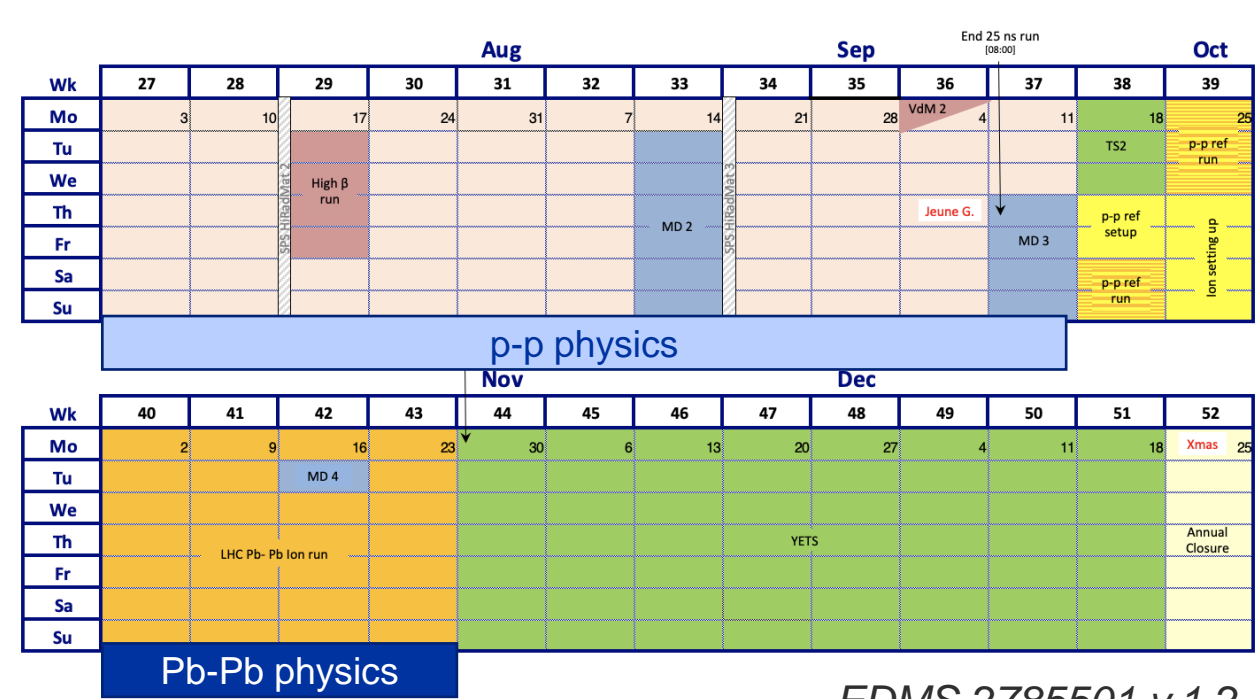 End 25 ns run
[08:00]
Aug Sep Oct
Wk 27 28 29 30 31 32 33 34 35 36 37 38 39
Mo 3 10 17 24 31 7 14 21 28 VdM 2 4 11 18 25
Tu TS2 p-p ref
run
We High β
run
SPS HiRadMat 2
SPS HiRadMat 3
Th Jeune G. p-p ref
setup
MD 2
Fr MD 3
Ion setting up
Sa p-p ref
run
Su
p-p physics
Nov Dec
Wk 40 41 42 43 44 45 46 47 48 49 50 51 52
Mo 2 9 16 23 30 6 13 20 27 4 11 18 Xmas 25
Tu MD 4
We
Th LHC Pb- Pb Ion run YETS Annual
Closure
Fr
Sa
Su
Pb-Pb physics
EDMS 2785501 v.1.2